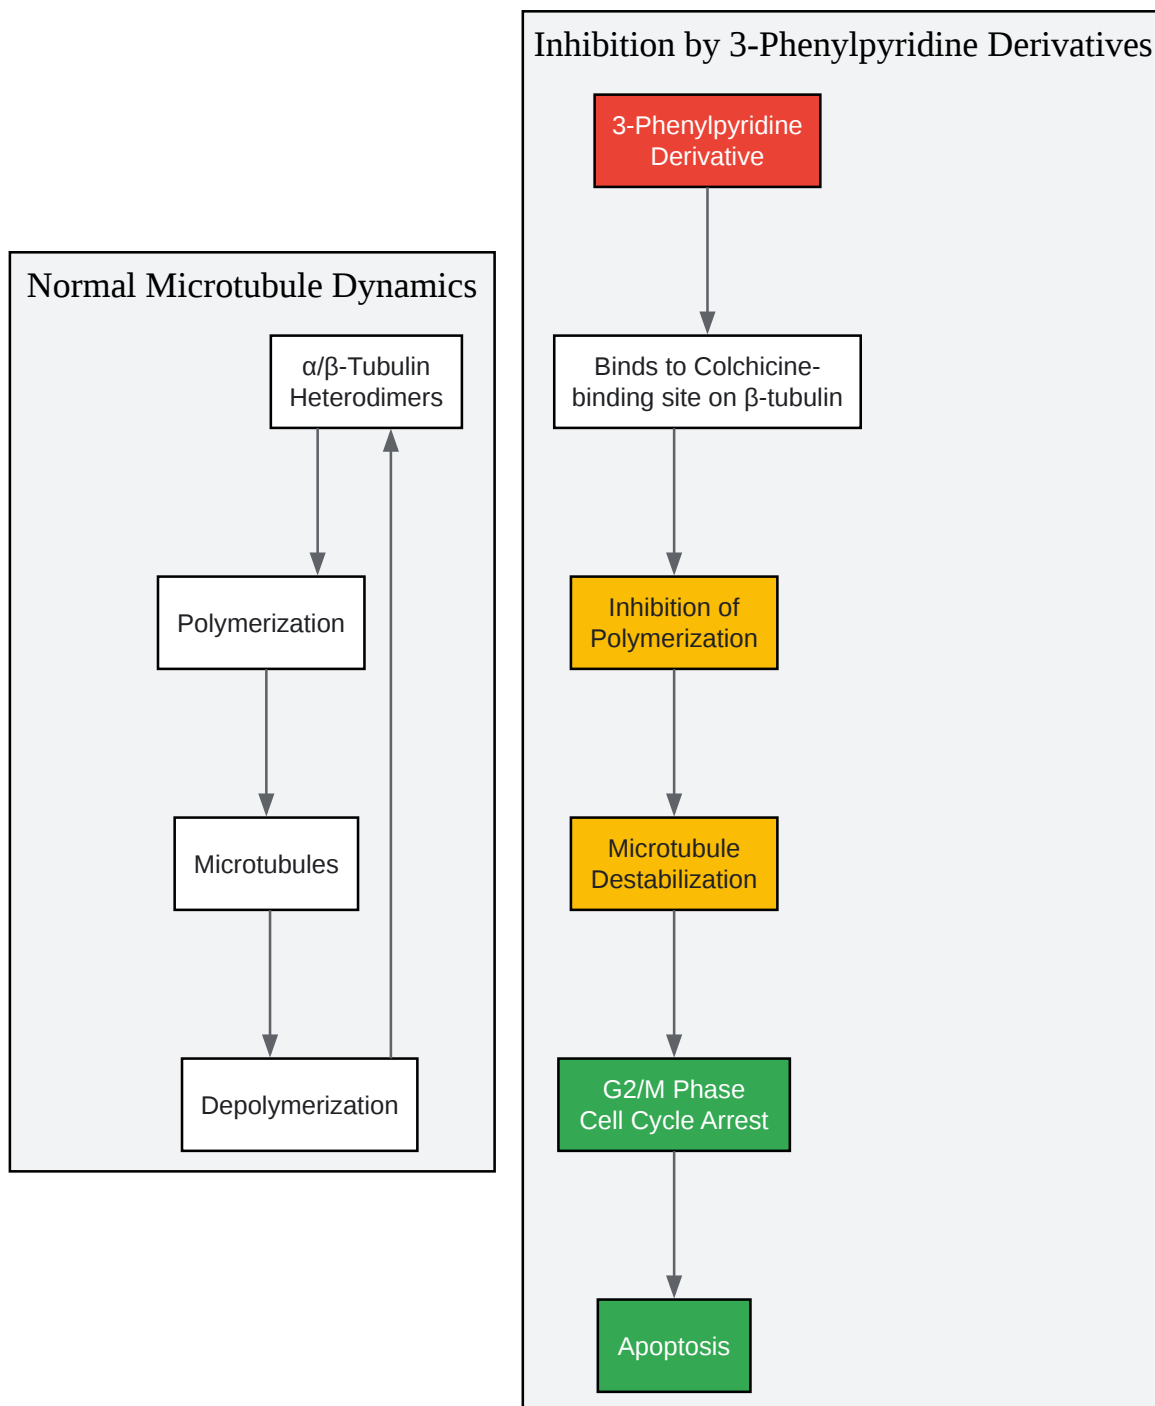 Normal Microtubule Dynamics
α/β-Tubulin
Heterodimers
Polymerization
Microtubules
Depolymerization
Inhibition by 3-Phenylpyridine Derivatives
3-Phenylpyridine
Derivative
Binds to Colchicine-
binding site on β-tubulin
Inhibition of
Polymerization
Microtubule
Destabilization
G2/M Phase
Cell Cycle Arrest
Apoptosis